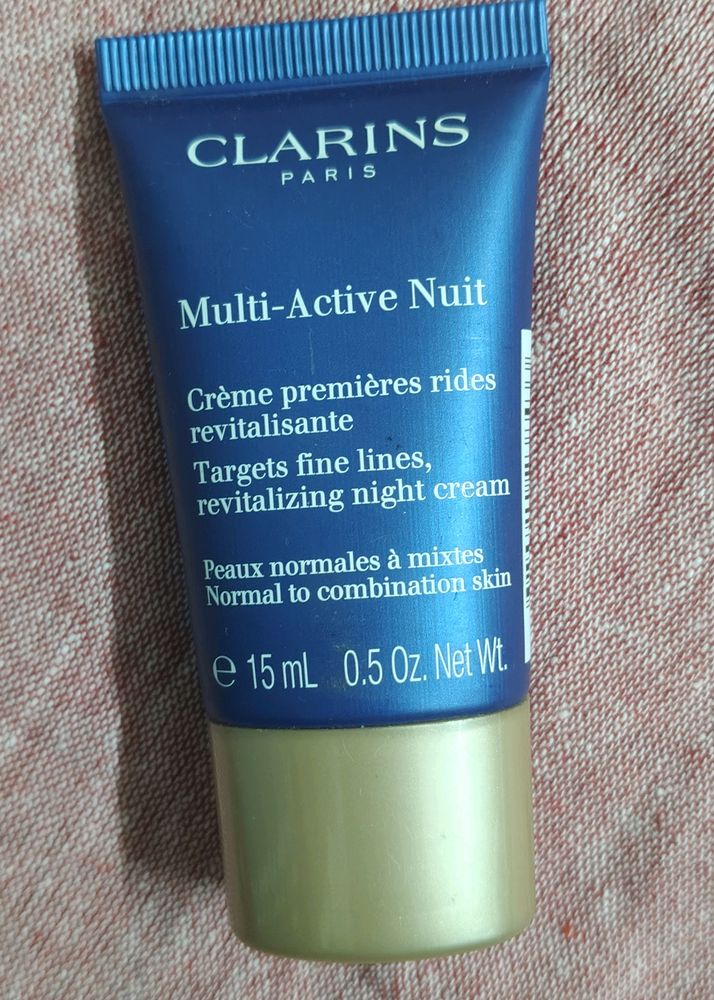 CLARINS
PARIS
Multi-Active Nuit
Crème premières rides
revitalisante
Targets fine lines,
revitalizing night cream
Peaux normales à mixtes
Normal to combination skin
℮ 15 mL 0.5 Oz. Net Wt.